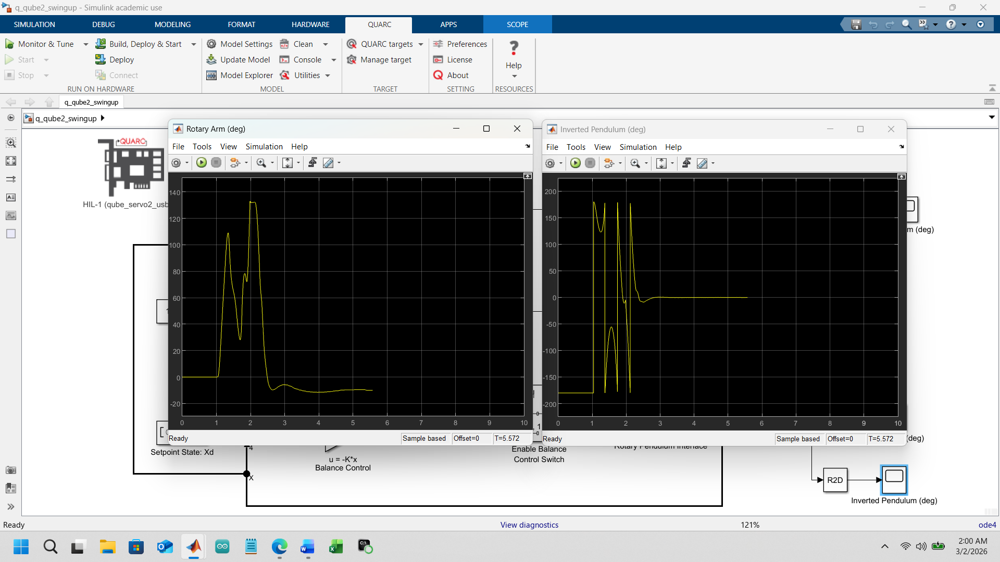 q_qube2_swingup - Simulink academic use
SIMULATION DEBUG MODELING FORMAT HARDWARE QUARC APPS SCOPE
Monitor & Tune
Start
Stop
Build, Deploy & Start
Deploy
Connect
RUN ON HARDWARE
Model Settings
Update Model
Model Explorer
Clean
Console
Utilities
MODEL
QUARC targets
Manage target
TARGET
Preferences
License
About
SETTING
Help
RESOURCES
q_qube2_swingup
q_qube2_swingup
QUARC
HIL-1 (qube_servo2_usb
Rotary Arm (deg)
File Tools View Simulation Help
140
120
100
80
60
40
20
0
-20
0 1 2 3 4 5 6 7 8 9 10
Ready
Sample based Offset=0 T=5.572
Inverted Pendulum (deg)
File Tools View Simulation Help
200
150
100
50
0
-50
-100
-150
-200
0 1 2 3 4 5 6 7 8 9 10
Ready
Sample based Offset=0 T=5.572
m (deg)
(deg)
Setpoint State: Xd
4
X
u = -K*x
Balance Control
, 1
Enable Balance
Control Switch
Rotary Pendulum Interface
R2D
Inverted Pendulum (deg)
Ready
View diagnostics
121%
ode4
2:00 AM
3/2/2026